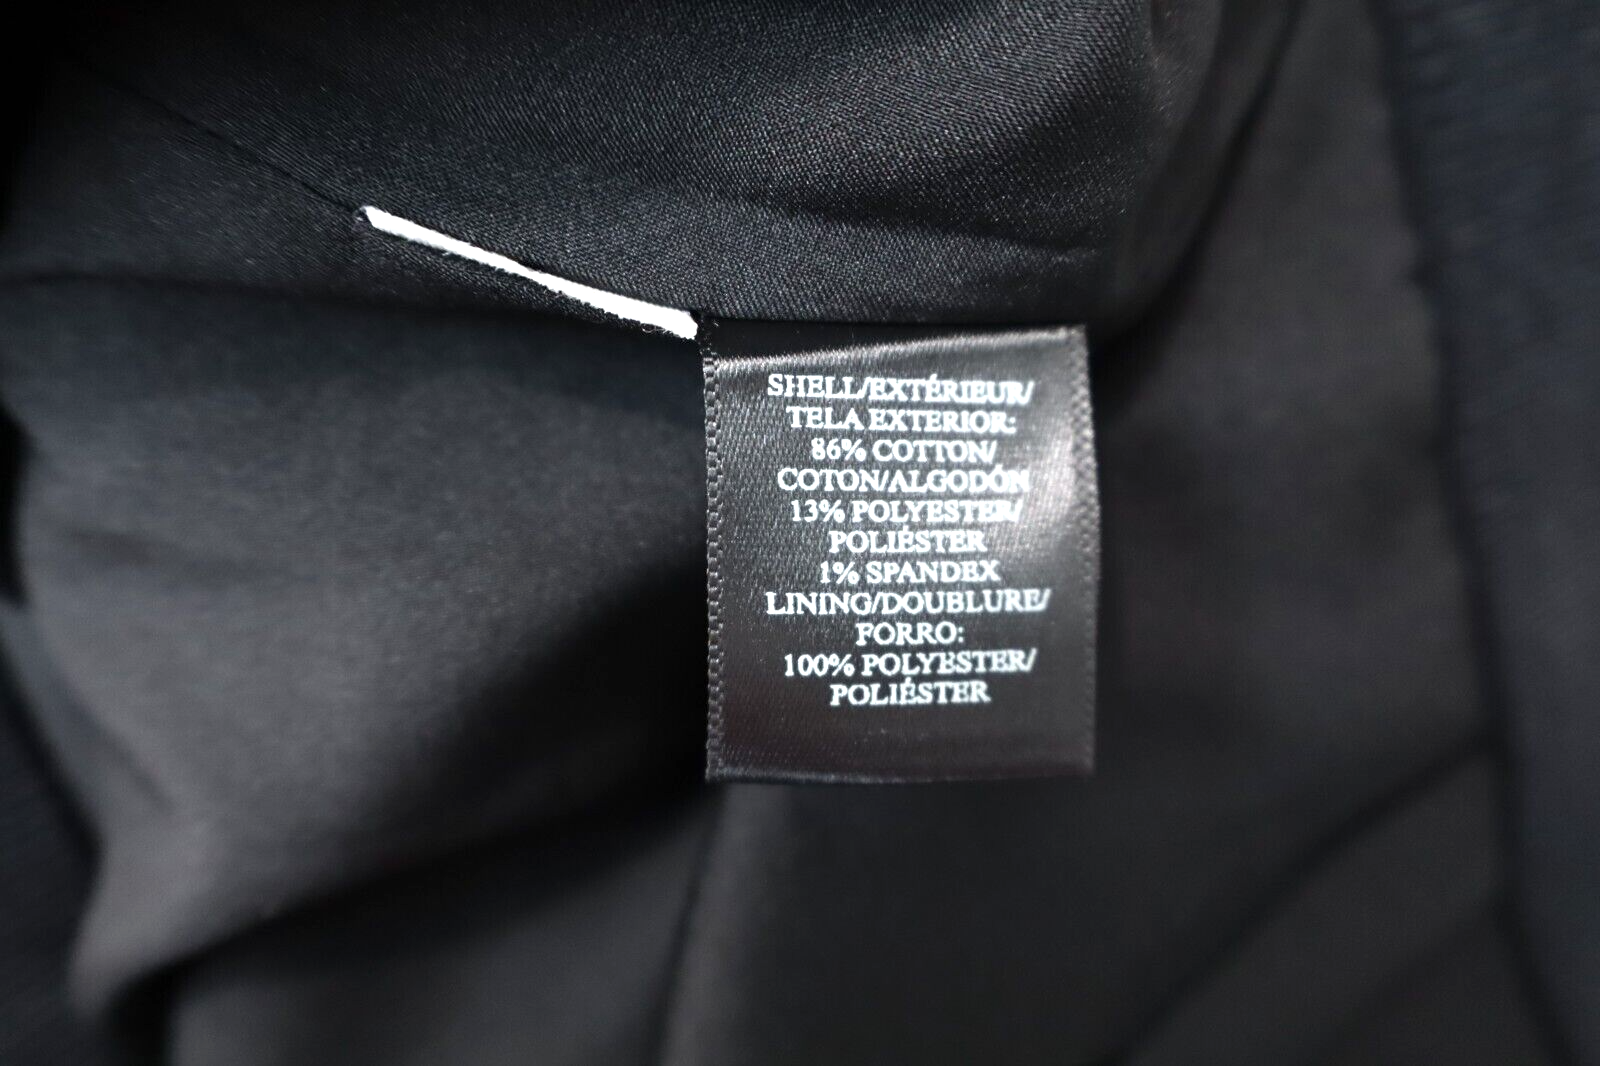 SHELL/EXTÉRIEUR/
TELA EXTERIOR:
86% COTTON/
COTON/ALGODÓN
13% POLYESTER/
POLIÉSTER
1% SPANDEX
LINING/DOUBLURE/
FORRO:
100% POLYESTER/
POLIÉSTER